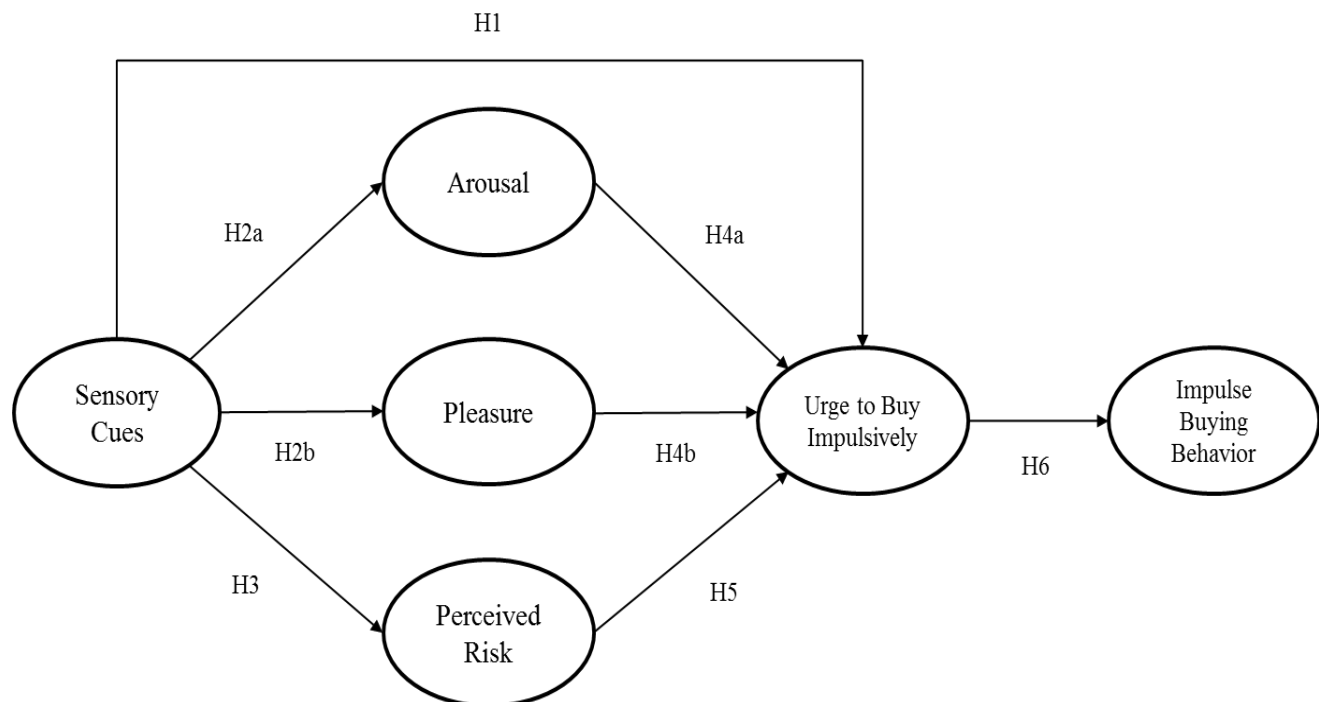 H1
Arousal
H2a
H4a
Sensory
Cues
Pleasure
Urge to Buy
Impulsively
Impulse
Buying
Behavior
H2b
H4b
H6
H3
H5
Perceived
Risk